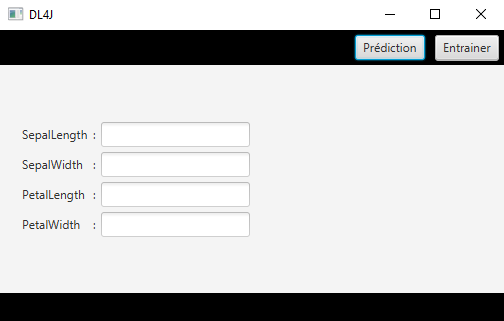 DL4J
Prédiction Entrainer
SepalLength :
SepalWidth :
PetalLength :
PetalWidth :